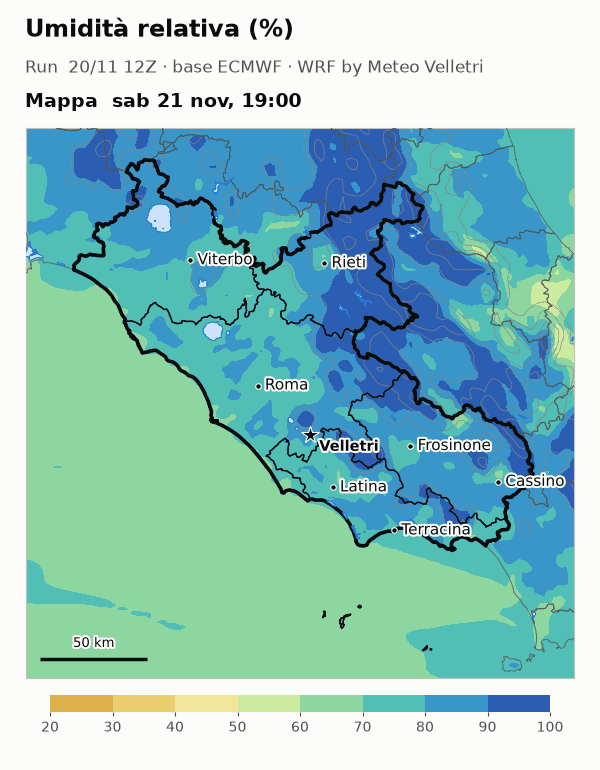 Umidità relativa (%)
Run  20/11 12Z · base ECMWF · WRF by Meteo Velletri
Mappa  sab 21 nov, 19:00
Viterbo
Rieti
Roma
Velletri
Frosinone
Latina
Cassino
Terracina
50 km
20 30 40 50 60 70 80 90 100